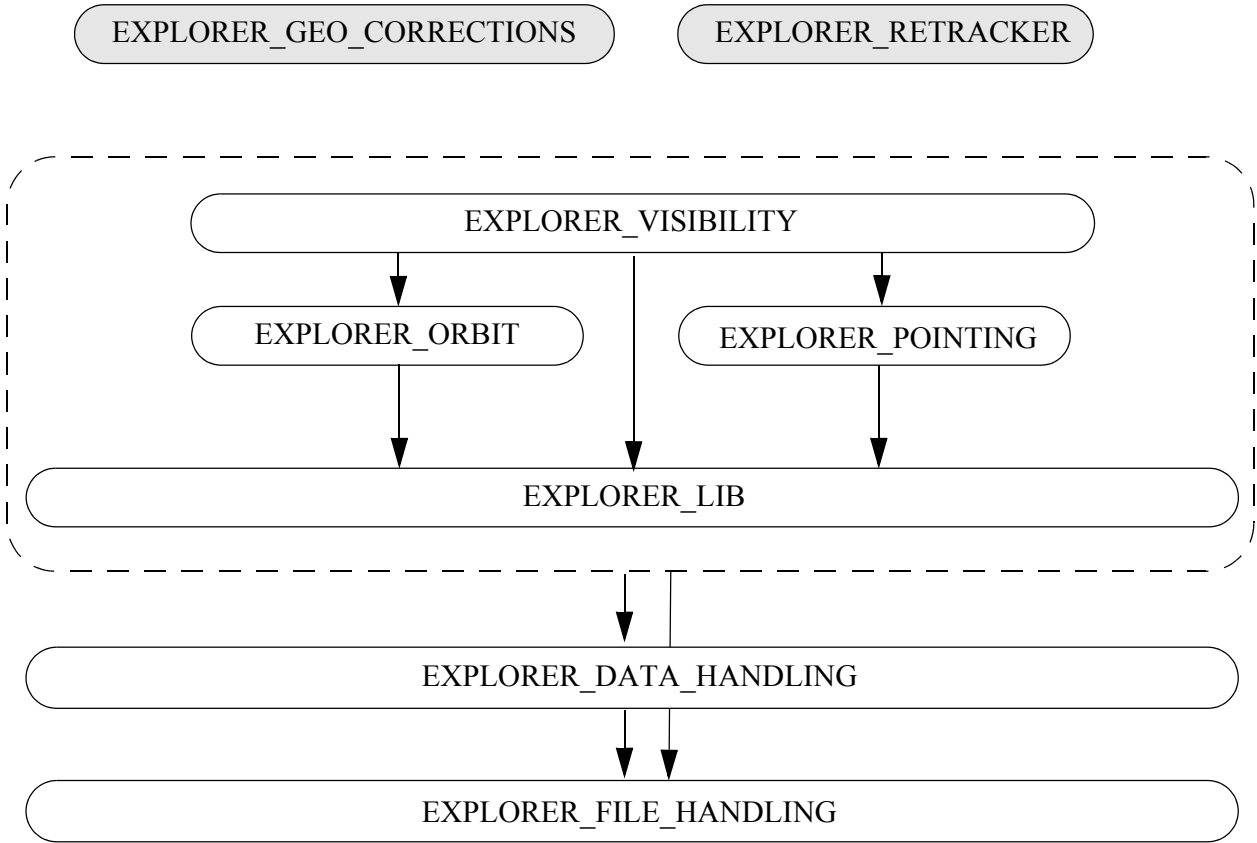 EXPLORER_GEO_CORRECTIONS
EXPLORER_RETRACKER
EXPLORER_VISIBILITY
EXPLORER_ORBIT
EXPLORER_POINTING
EXPLORER_LIB
EXPLORER_DATA_HANDLING
EXPLORER_FILE_HANDLING